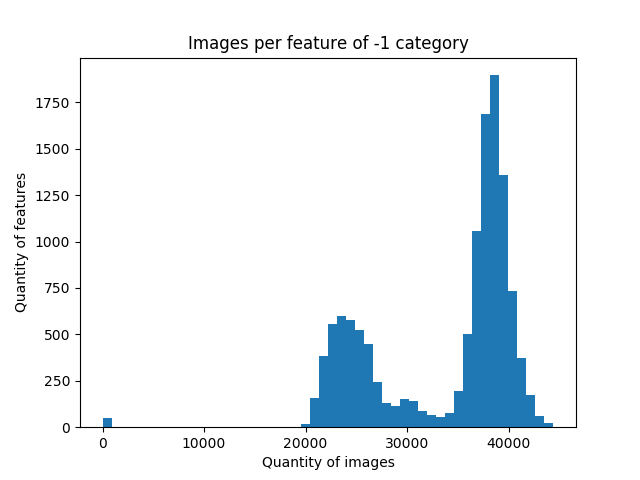 Images per feature of -1 category
Quantity of features
1750
1500
1250
1000
750
500
250
0
0 10000 20000 30000 40000
Quantity of images